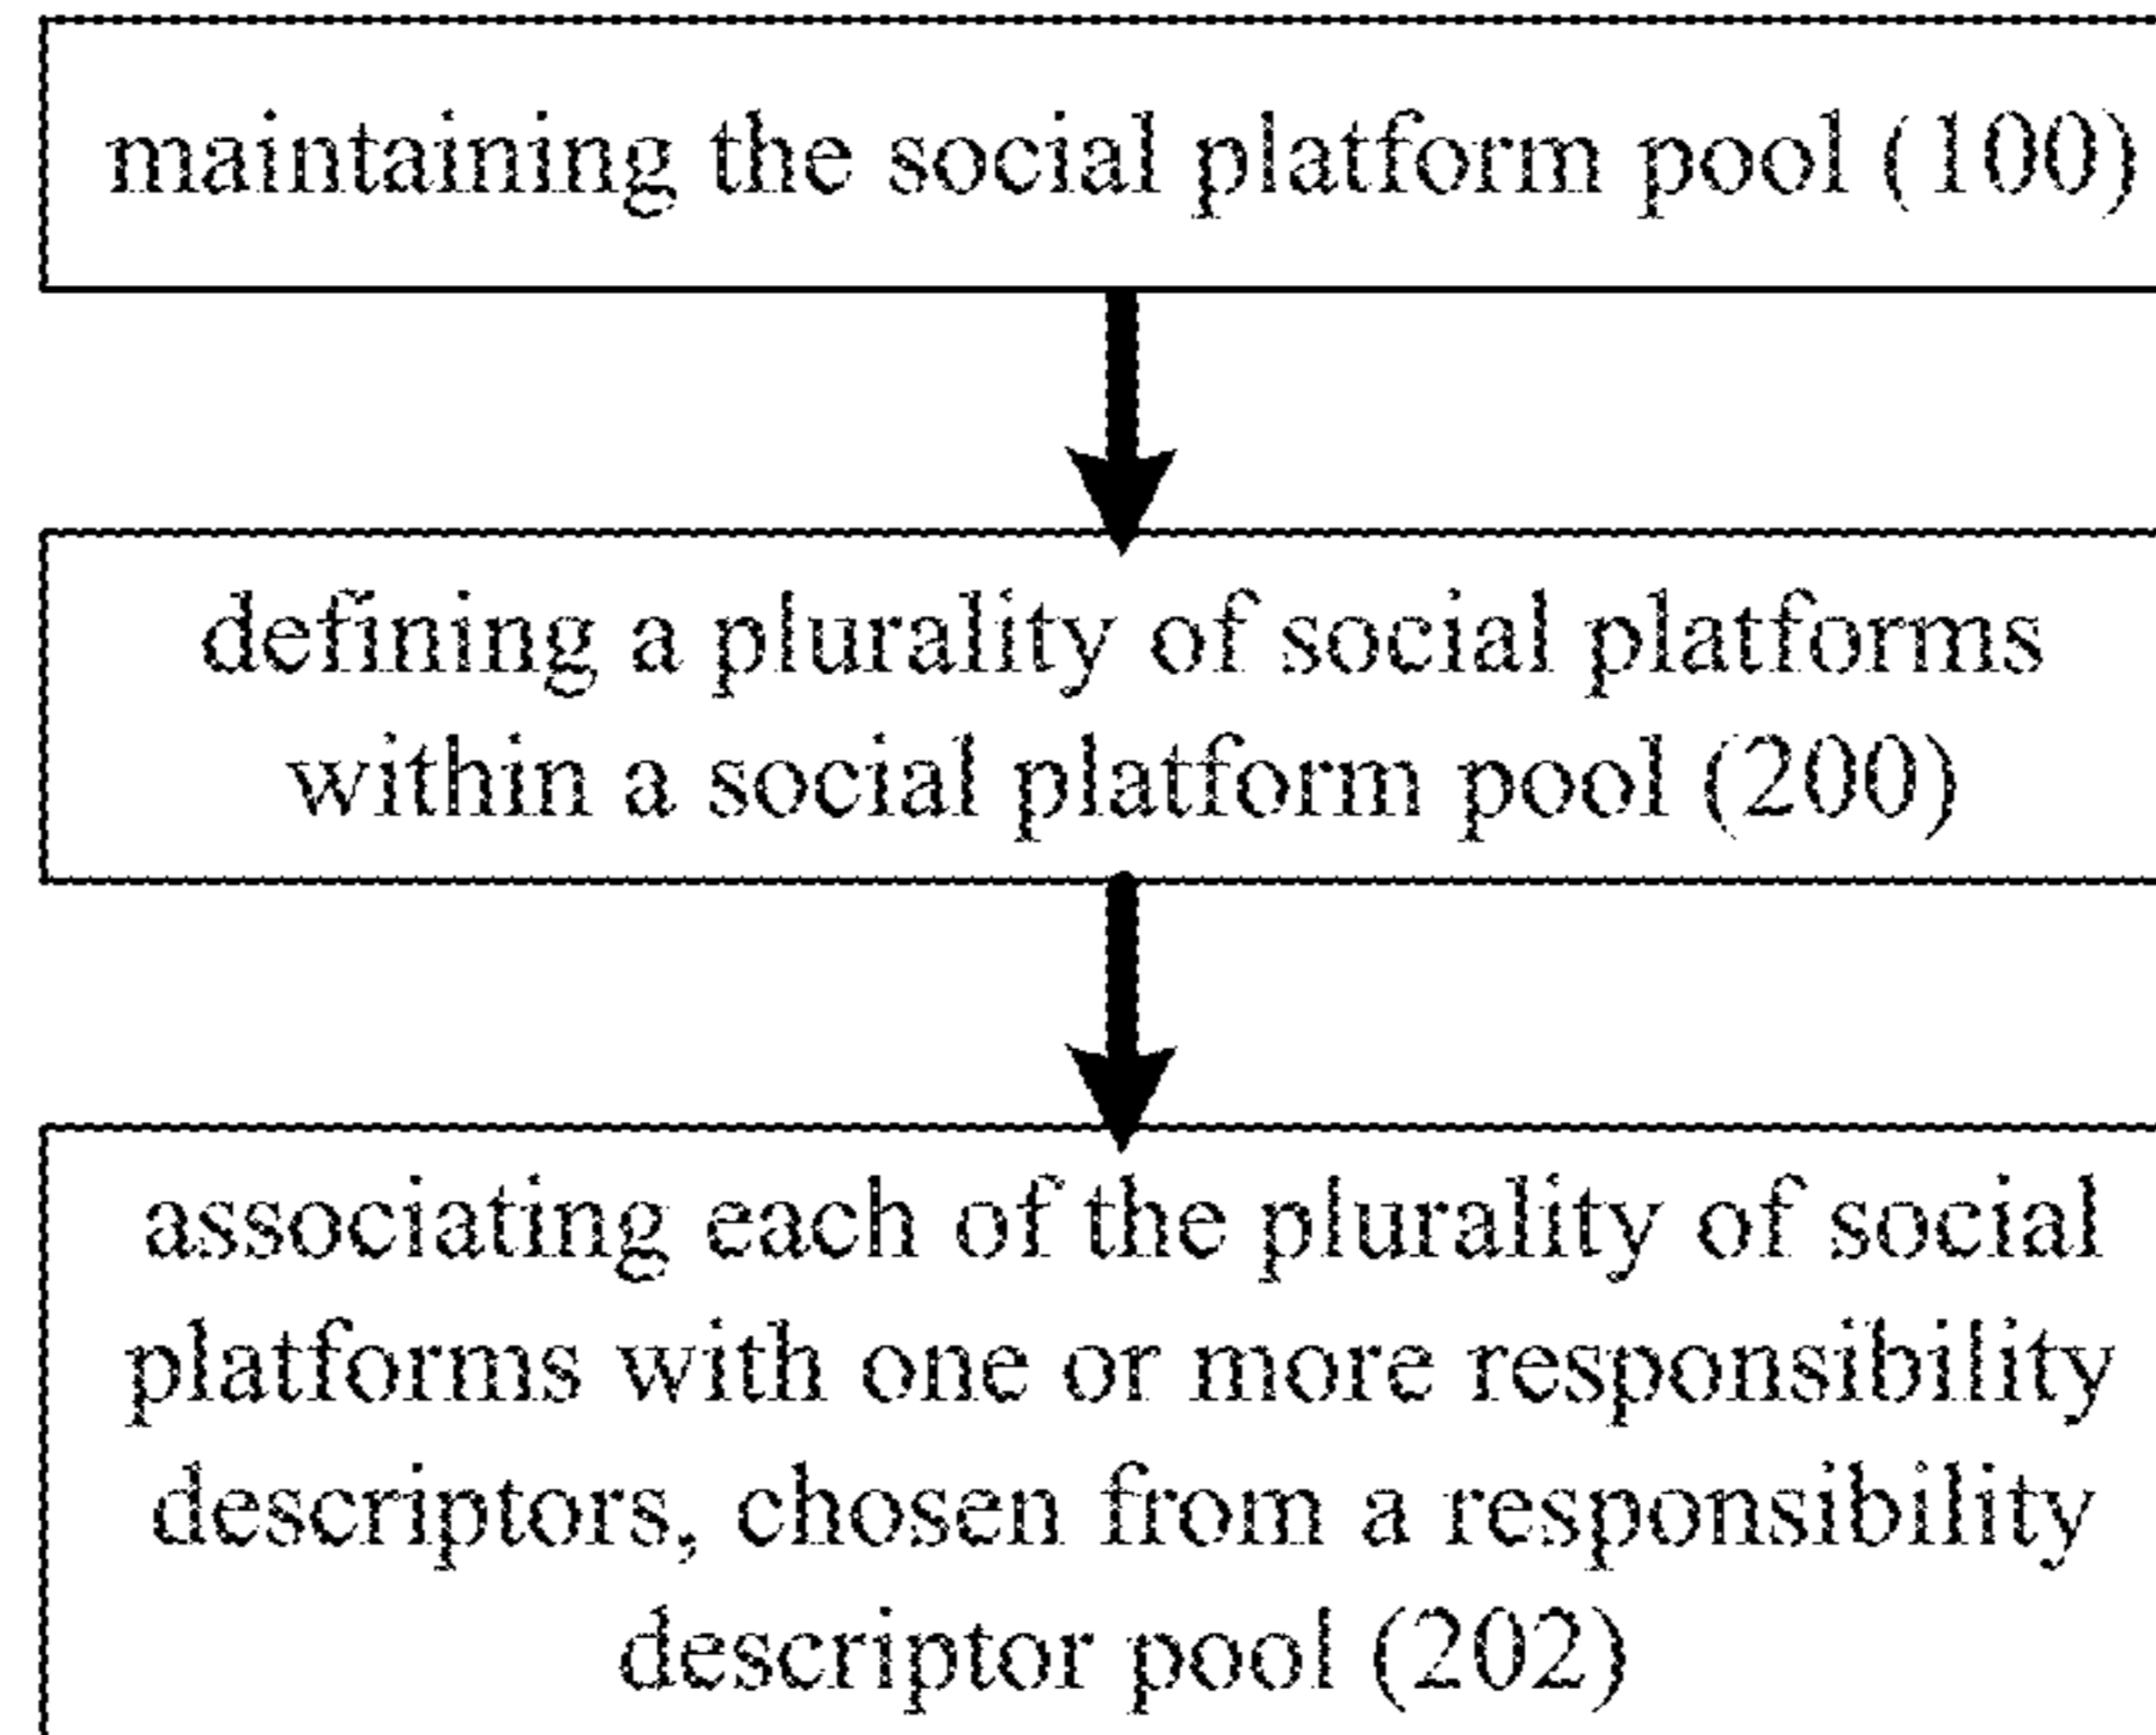 maintaining the social platform pool (100)
defining a plurality of social platforms
within a social platform pool (200)
associating each of the plurality of social
platforms with one or more responsibility
descriptors, chosen from a responsibility
descriptor pool (202)